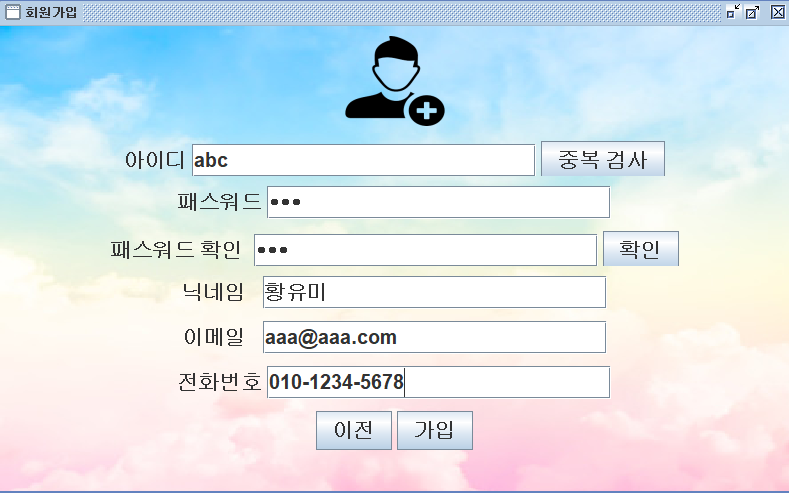 회원가입
아이디 abc 중복 검사
패스워드 •••
패스워드 확인 ••• 확인
닉네임 황유미
이메일 aaa@aaa.com
전화번호 010-1234-5678
이전 가입